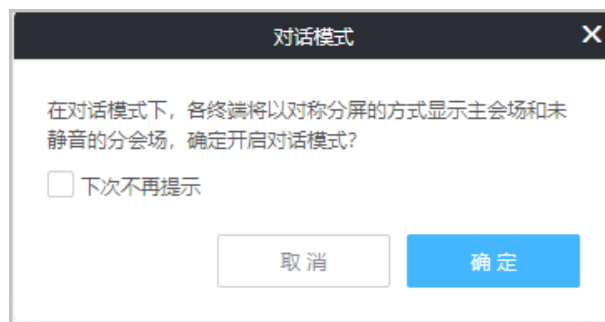 对话模式
在对话模式下，各终端将以对称分屏的方式显示主会场和未
静音的分会场，确定开启对话模式？
下次不再提示
取消
确定